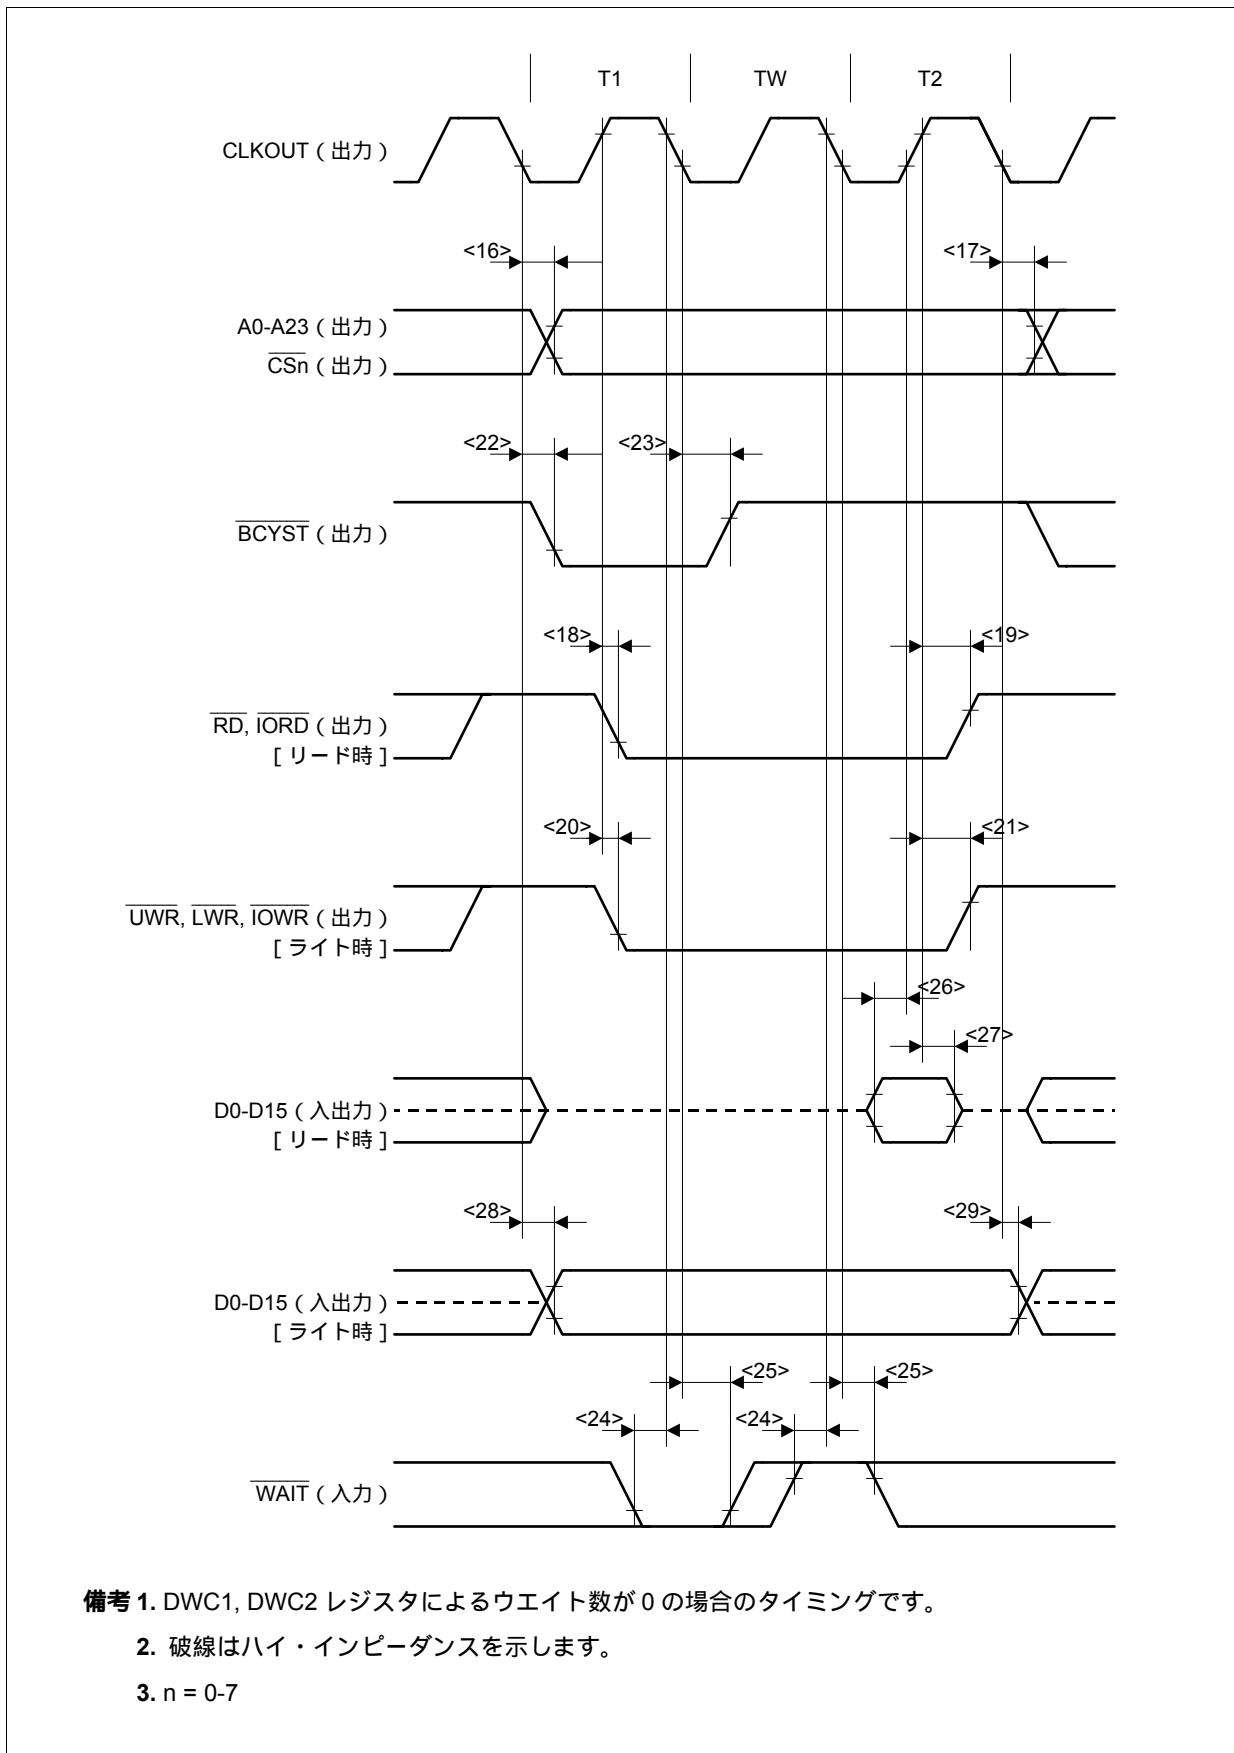 T1 TW T2
CLKOUT（出力）
<16> <17>
A0-A23（出力）
CSn（出力）
<22> <23>
BCYST（出力）
<18> <19>
RD, IORD（出力）
[ リード時 ]
<20> <21>
UWR, LWR, IOWR（出力）
[ ライト時 ]
<26>
<27>
D0-D15（入出力）
[ リード時 ]
<28> <29>
D0-D15（入出力）
[ ライト時 ]
<25> <25>
<24> <24>
WAIT（入力）
備考 1. DWC1, DWC2 レジスタによるウエイト数が 0 の場合のタイミングです。
2. 破線はハイ・インピーダンスを示します。
3. n = 0-7